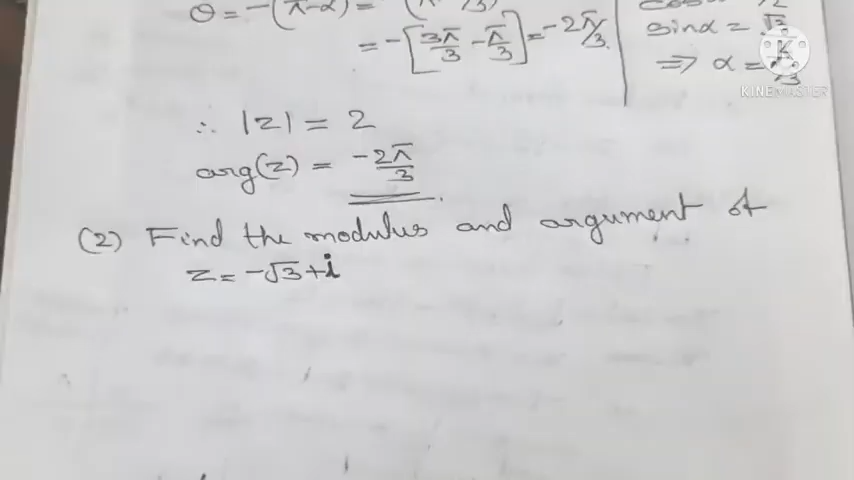 θ = -(π-α) =
= -[3π/3 - π/3] = -2π/3.
sinα = √3
⇒ α = π/3
KINEMASTER
∴ |z| = 2
arg(z) = -2π/3
(2) Find the modulus and argument of
z = -√3+i